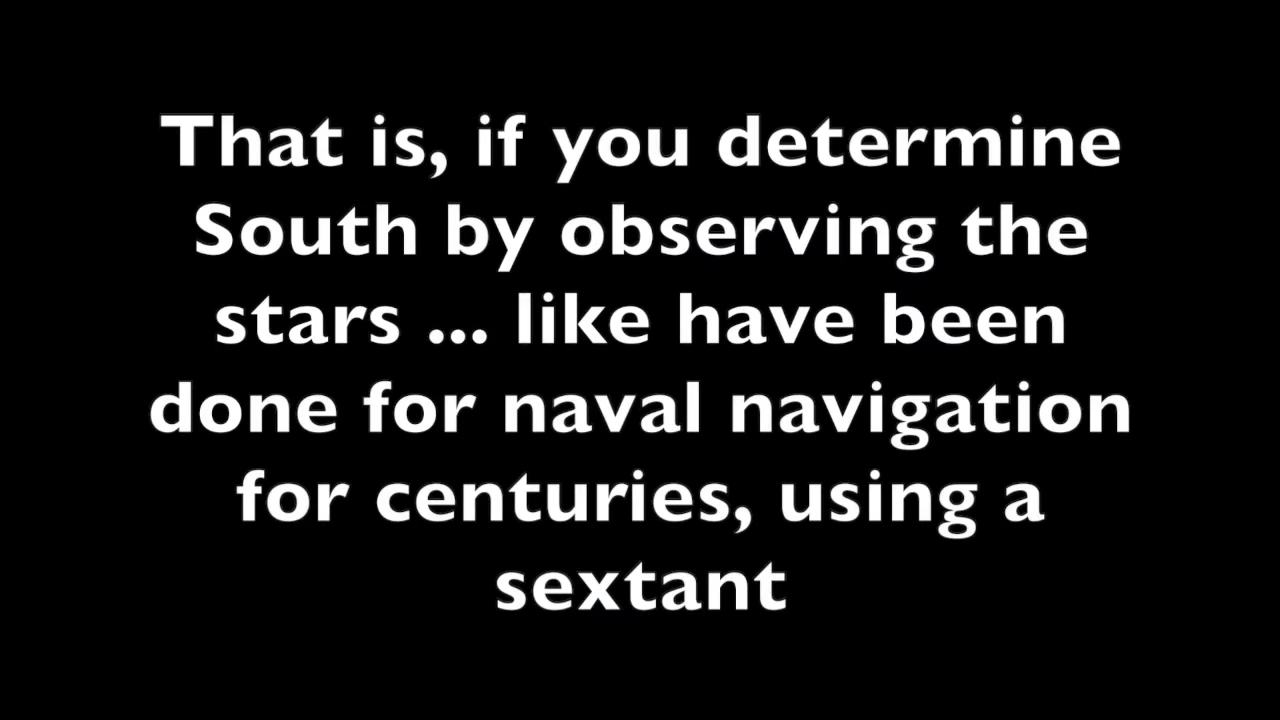 That is, if you determine
South by observing the
stars ... like have been
done for naval navigation
for centuries, using a
sextant